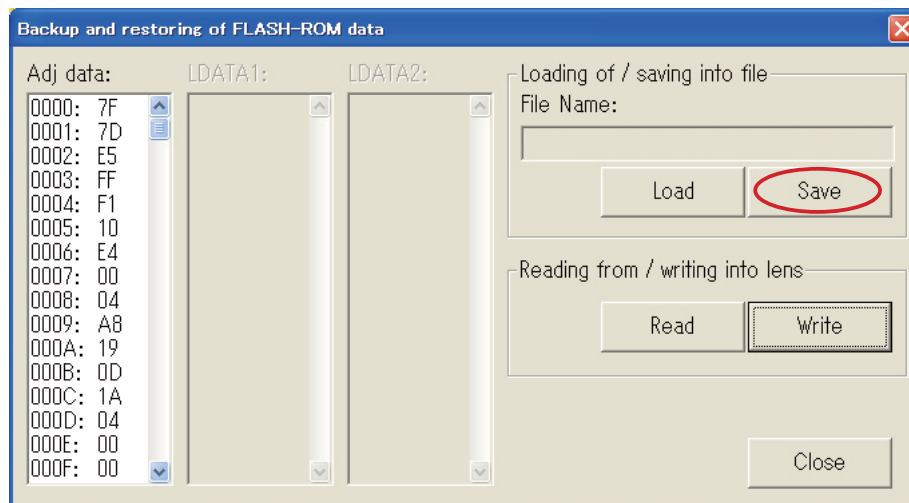 Backup and restoring of FLASH-ROM data
Adj data:
0000: 7F
0001: 7D
0002: E5
0003: FF
0004: F1
0005: 10
0006: E4
0007: 00
0008: 04
0009: A8
000A: 19
000B: 0D
000C: 1A
000D: 04
000E: 00
000F: 00
LDATA1:
LDATA2:
Loading of / saving into file
File Name:
Load
Save
Reading from / writing into lens
Read
Write
Close